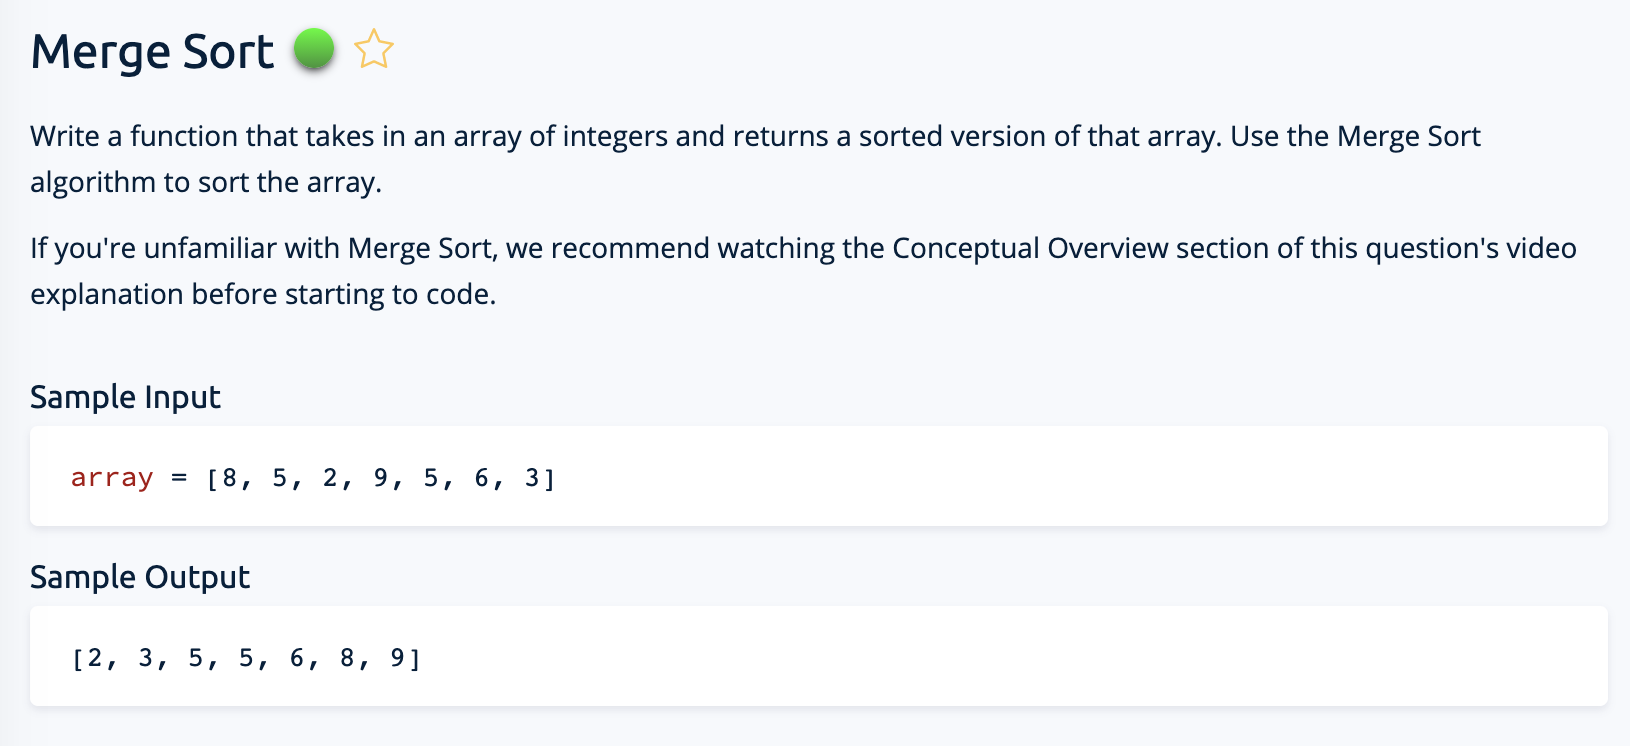 Merge Sort
Write a function that takes in an array of integers and returns a sorted version of that array. Use the Merge Sort
algorithm to sort the array.
If you're unfamiliar with Merge Sort, we recommend watching the Conceptual Overview section of this question's video
explanation before starting to code.
Sample Input
array = [8, 5, 2, 9, 5, 6, 3]
Sample Output
[2, 3, 5, 5, 6, 8, 9]